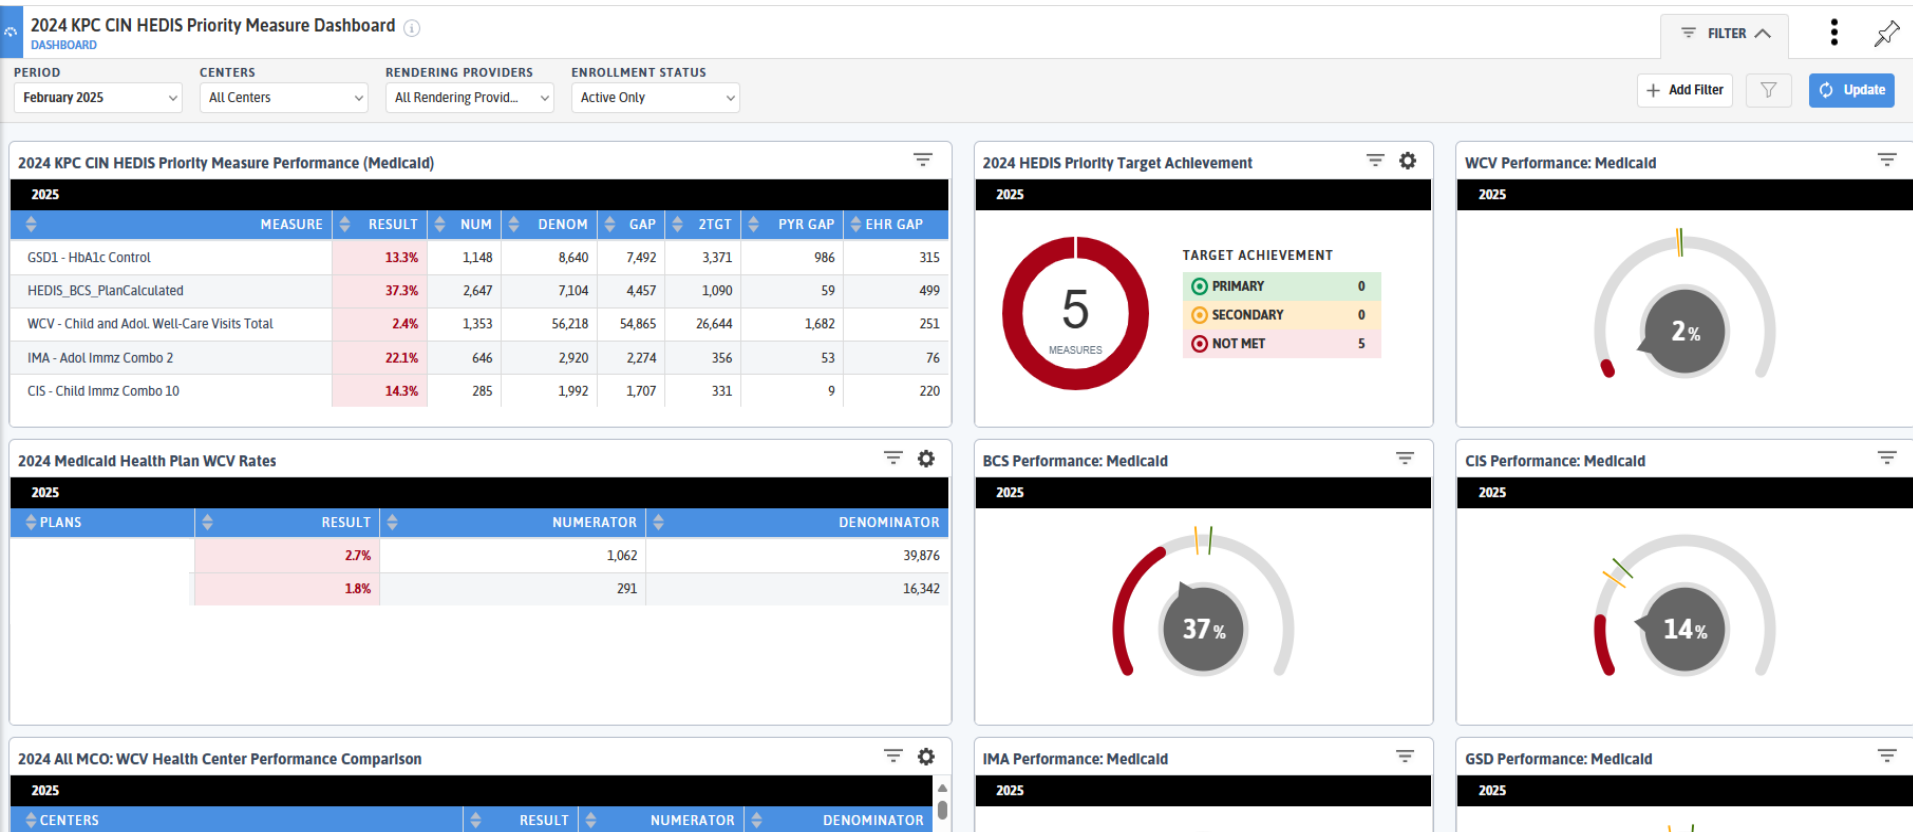 2024 KPC CIN HEDIS Priority Measure Dashboard
DASHBOARD
FILTER
PERIOD CENTERS RENDERING PROVIDERS ENROLLMENT STATUS
February 2025 All Centers All Rendering Provid... Active Only
+ Add Filter Update
2024 KPC CIN HEDIS Priority Measure Performance (Medicaid)
2025
MEASURE RESULT NUM DENOM GAP 2TGT PYR GAP EHR GAP
GSD1 - HbA1c Control 13.3% 1,148 8,640 7,492 3,371 986 315
HEDIS_BCS_PlanCalculated 37.3% 2,647 7,104 4,457 1,090 59 499
WCV - Child and Adol. Well-Care Visits Total 2.4% 1,353 56,218 54,865 26,644 1,682 251
IMA - Adol Immz Combo 2 22.1% 646 2,920 2,274 356 53 76
CIS - Child Immz Combo 10 14.3% 285 1,992 1,707 331 9 220
2024 HEDIS Priority Target Achievement
2025
5
MEASURES
TARGET ACHIEVEMENT
PRIMARY 0
SECONDARY 0
NOT MET 5
WCV Performance: Medicaid
2025
2%
2024 Medicaid Health Plan WCV Rates
2025
PLANS RESULT NUMERATOR DENOMINATOR
2.7% 1,062 39,876
1.8% 291 16,342
BCS Performance: Medicaid
2025
37%
CIS Performance: Medicaid
2025
14%
2024 All MCO: WCV Health Center Performance Comparison
2025
CENTERS RESULT NUMERATOR DENOMINATOR
IMA Performance: Medicaid
2025
GSD Performance: Medicaid
2025